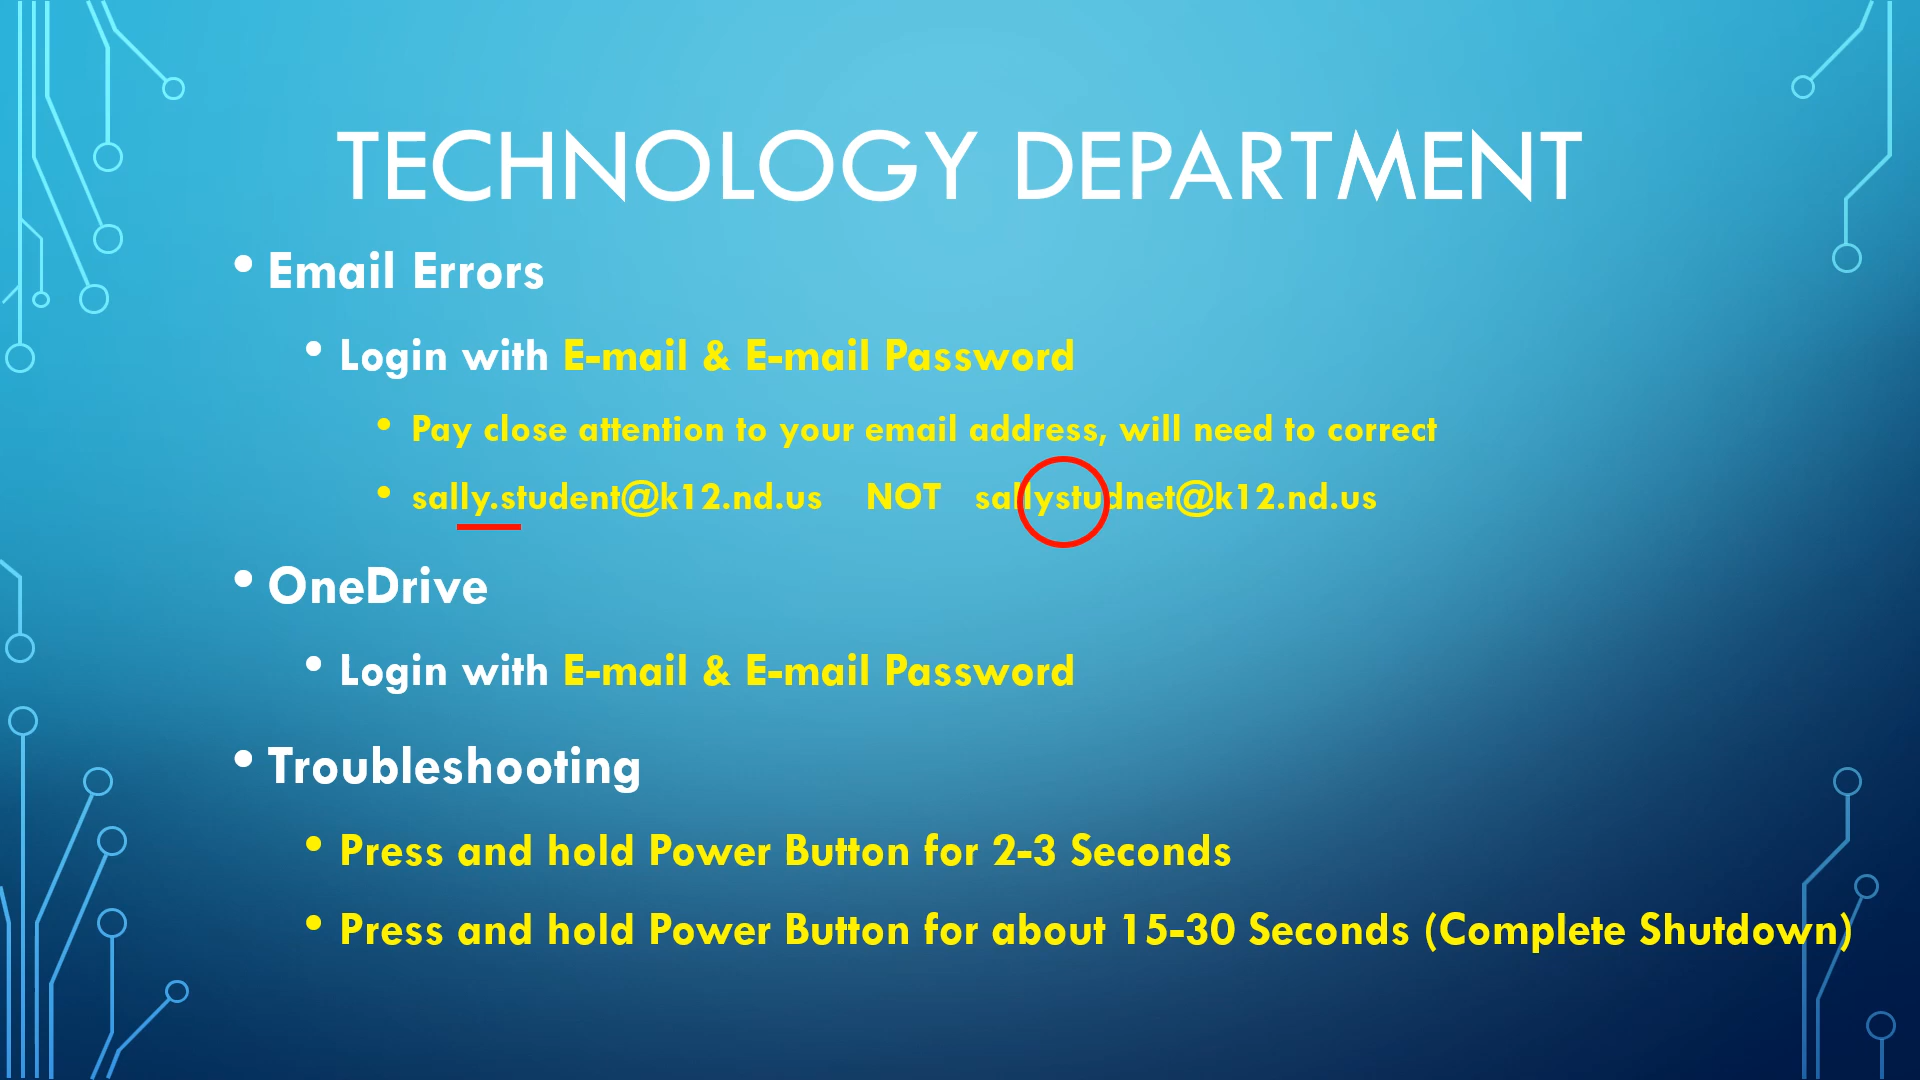 TECHNOLOGY DEPARTMENT
• Email Errors
• Login with E-mail & E-mail Password
• Pay close attention to your email address, will need to correct
• sally.student@k12.nd.us NOT sallystudnet@k12.nd.us
• OneDrive
• Login with E-mail & E-mail Password
• Troubleshooting
• Press and hold Power Button for 2-3 Seconds
• Press and hold Power Button for about 15-30 Seconds (Complete Shutdown)